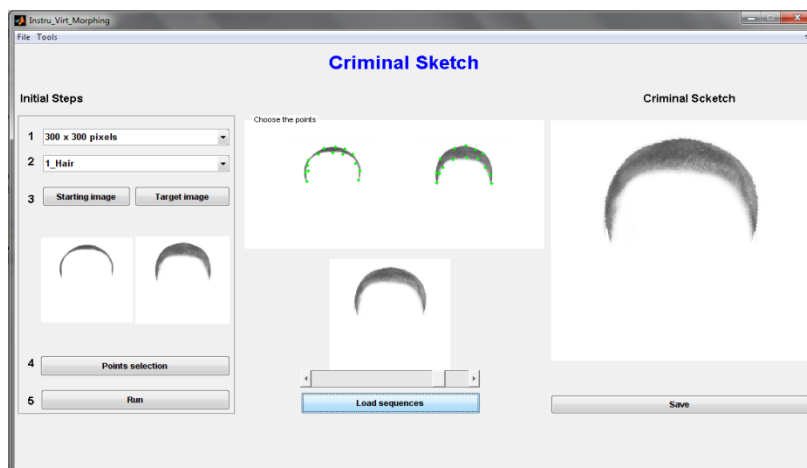 Instru_Virt_Morphing
File Tools
Criminal Sketch
Initial Steps
Criminal Scketch
Choose the points
1 300 x 300 pixels
2 1_Hair
3 Starting image Target image
4 Points selection
5 Run
Load sequences
Save